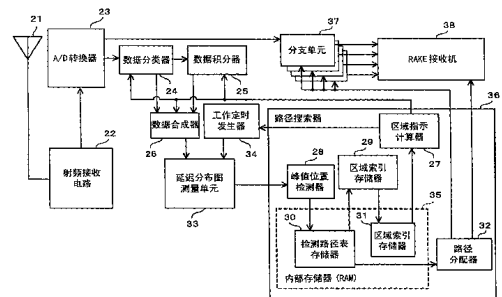 21
23
A/D转换器
数据分类器
24
数据积分器
25
37
分支单元
38
RAKE接收机
36
数据合成器
26
工作定时
发生器
34
路径搜索器
区域指示
计算器
27
22
射频接收
电路
延迟分布图
测量单元
33
28
峰值位置
检测器
29
区域索引
存储器
35
30
检测路径表
存储器
31
区域索引
存储器
内部存储器 (RAM)
32
路径
分配器